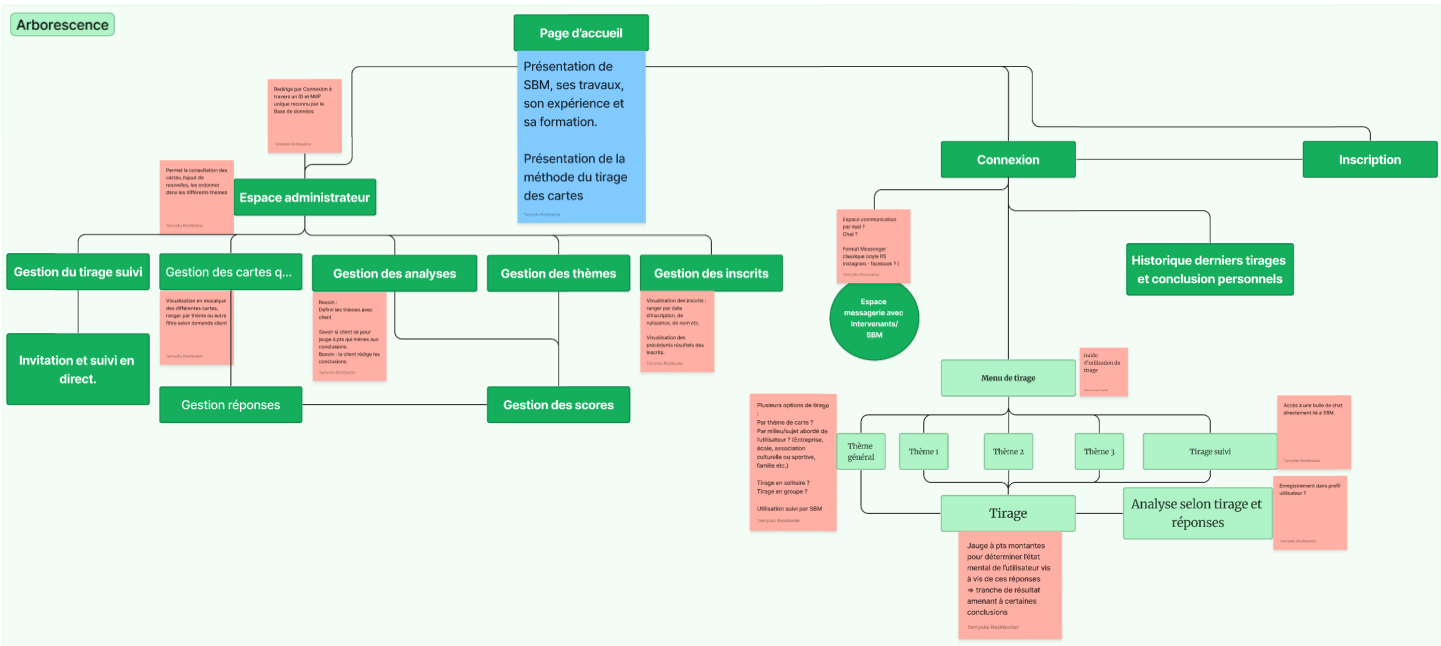 Arborescence
Page d'accueil
Présentation de
SBM, ses travaux,
son expérience et
sa formation.
Présentation de la
méthode du tirage
des cartes
Redirige par Connexion à
travers un ID et MdP
unique reconnu par la
Base de données
Permet la consultation des
cartes, l'ajout de
nouvelles, les ordonner
dans les différents thèmes
Espace administrateur
Gestion du tirage suivi
Gestion des cartes q...
Gestion des analyses
Gestion des thèmes
Gestion des inscrits
Invitation et suivi en
direct.
Visualisation en mosaïque
des différentes cartes,
ranger par thème ou autre
filtre selon demande client
Besoin :
Définir les thèmes avec
client
Savoir si client ok pour
jauge à pts qui mènes aux
conclusions.
Besoin : le client rédige les
conclusions.
Visualisation des inscrits :
ranger par date
d'inscription, de
naissance, de nom etc.
Visualisation des
précédents résultats des
inscrits.
Gestion réponses
Gestion des scores
Connexion
Inscription
Espace communication
par mail ?
Chat ?
Format Messenger
classique (style RS
Instagram - facebook ? )
Espace
messagerie avec
Intervenants/
SBM
Historique derniers tirages
et conclusion personnels
Menu de tirage
Guide
d'utilisation du
tirage
Plusieurs options de tirage
:
Par thème de carte ?
Par milieu/sujet abordé de
l'utilisateur ? (Entreprise,
école, association
culturelle ou sportive,
famille etc.)
Tirage en solitaire ?
Tirage en groupe ?
Utilisation suivi par SBM
Thème
général
Thème 1
Thème 2
Thème 3
Tirage suivi
Accès à une bulle de chat
directement lié à SBM.
Tirage
Analyse selon tirage et
réponses
Enregistrement dans profil
utilisateur ?
Jauge à pts montantes
pour déterminer l'état
mental de l'utilisateur vis
à vis de ces réponses
⇒ tranche de résultat
amenant à certaines
conclusions